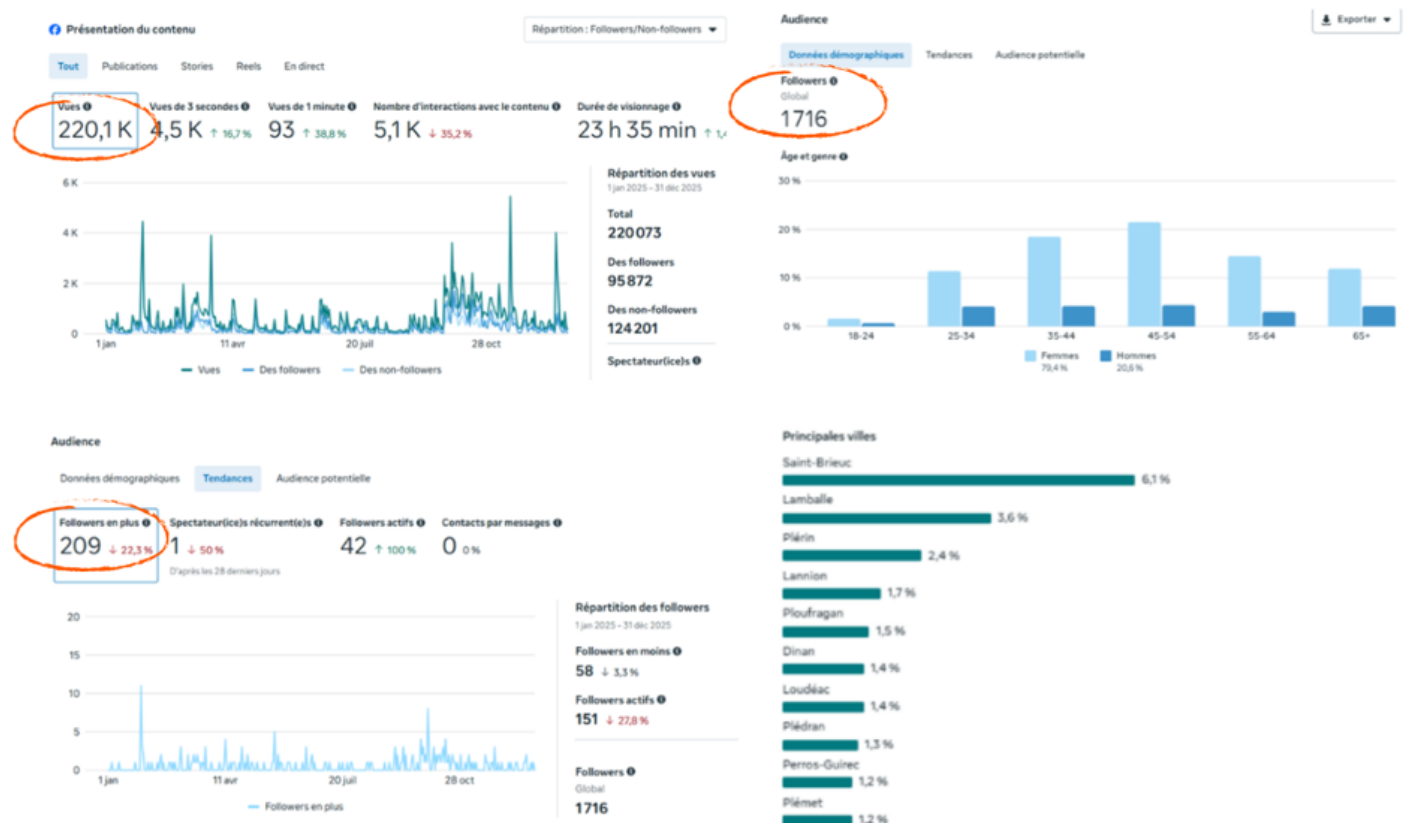 Présentation du contenu
Répartition : Followers/Non-followers
Tout Publications Stories Reels En direct
Vues Vues de 3 secondes Vues de 1 minute Nombre d'interactions avec le contenu Durée de visionnage
220,1 K 4,5 K ↑ 16,7% 93 ↑ 38,8% 5,1 K ↓ 35,2% 23 h 35 min ↑ 1,
6 K
4 K
2 K
0
1 jan 11 avr 20 juil 28 oct
Vues Des followers Des non-followers
Répartition des vues
1 jan 2025 – 31 déc 2025
Total
220 073
Des followers
95 872
Des non-followers
124 201
Spectateur(ice)s
Audience
Exporter
Données démographiques Tendances Audience potentielle
Followers
Global
1716
Âge et genre
30 %
20 %
10 %
0 %
18-24 25-34 35-44 45-54 55-64 65+
Femmes Hommes
79,4 % 20,6 %
Audience
Données démographiques Tendances Audience potentielle
Followers en plus Spectateur(ice)s récurrent(e)s Followers actifs Contacts par messages
209 ↓ 22,3 % 1 ↓ 50 % 42 ↑ 100 % 0 0 %
D'après les 28 derniers jours
20
15
10
5
0
1 jan 11 avr 20 juil 28 oct
Followers en plus
Répartition des followers
1 jan 2025 – 31 déc 2025
Followers en moins
58 ↓ 3,3 %
Followers actifs
151 ↓ 27,8 %
Followers
Global
1716
Principales villes
Saint-Brieuc
6,1 %
Lamballe
3,6 %
Plérin
2,4 %
Lannion
1,7 %
Ploufragan
1,5 %
Dinan
1,4 %
Loudéac
1,4 %
Plédran
1,3 %
Perros-Guirec
1,2 %
Plémet
1,2 %